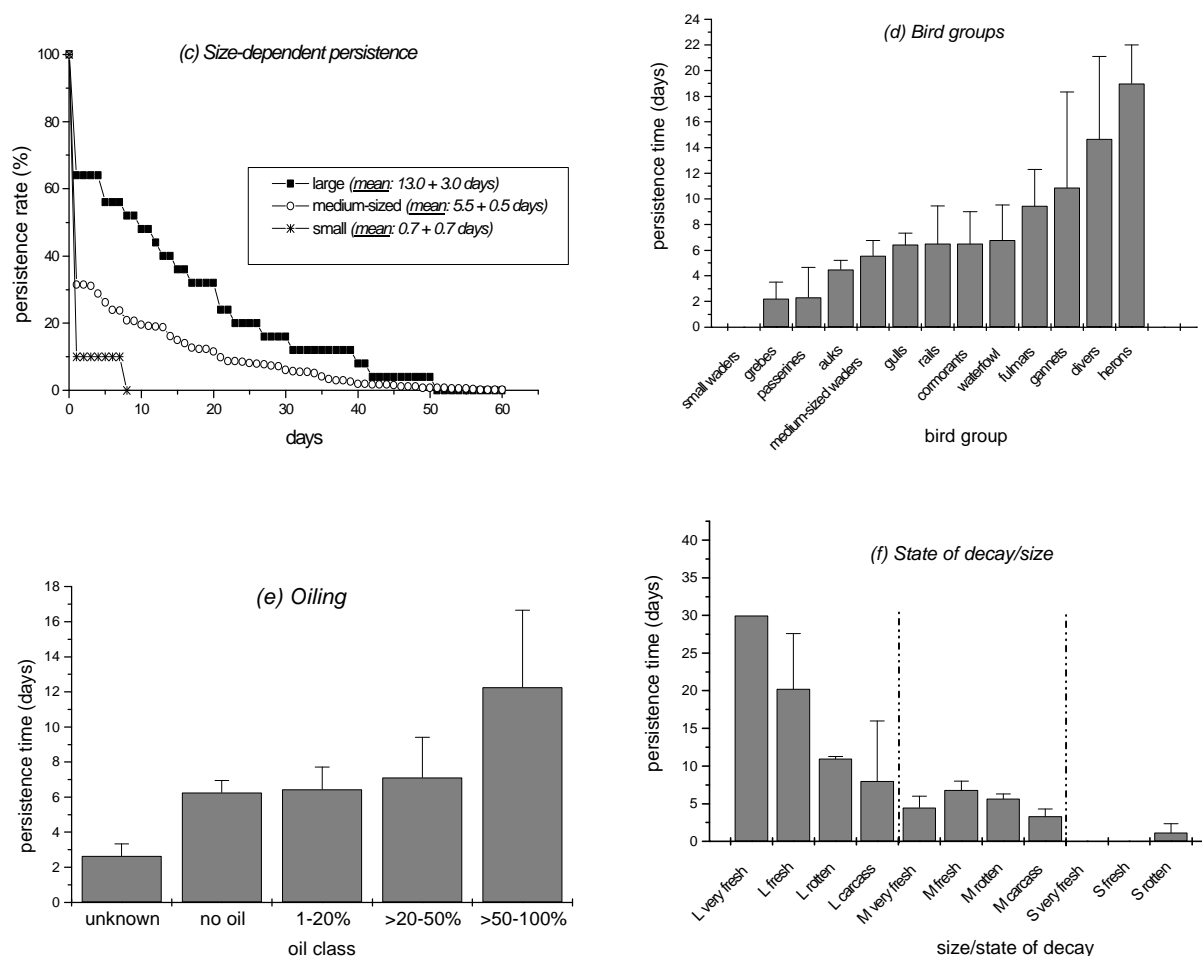 (c) Size-dependent persistence
100
80
60
40
20
0
persistence rate (%)
large (mean: 13.0 + 3.0 days)
medium-sized (mean: 5.5 + 0.5 days)
small (mean: 0.7 + 0.7 days)
0 10 20 30 40 50 60
days
(d) Bird groups
24
22
20
18
16
14
12
10
8
6
4
2
0
persistence time (days)
small waders
grebes
passerines
auks
medium-sized waders
gulls
rails
cormorants
waterfowl
fulmars
gannets
divers
herons
bird group
(e) Oiling
18
16
14
12
10
8
6
4
2
0
persistence time (days)
unknown no oil 1-20% >20-50% >50-100%
oil class
(f) State of decay/size
40
35
30
25
20
15
10
5
0
persistence time (days)
L very fresh
L fresh
L rotten
L carcass
M very fresh
M fresh
M rotten
M carcass
S very fresh
S fresh
S rotten
size/state of decay